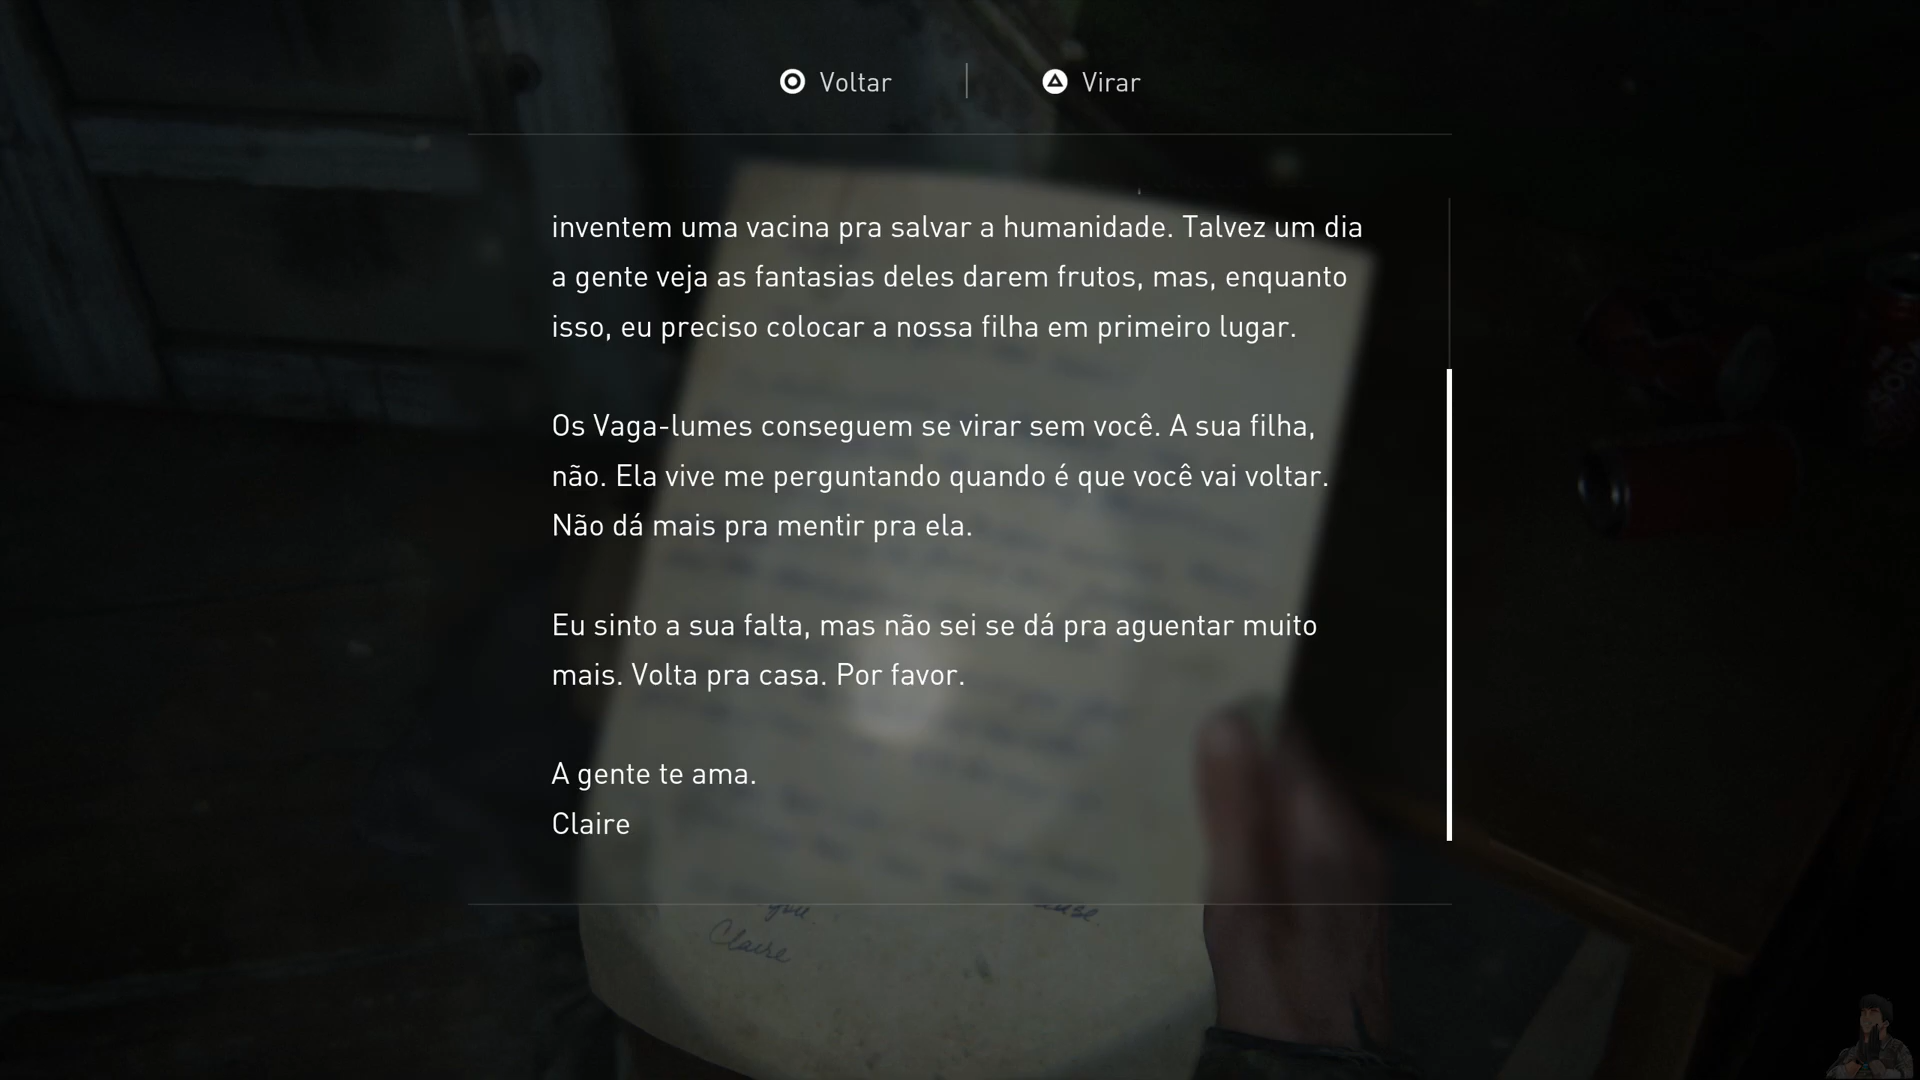 Voltar
Virar
inventem uma vacina pra salvar a humanidade. Talvez um dia
a gente veja as fantasias deles darem frutos, mas, enquanto
isso, eu preciso colocar a nossa filha em primeiro lugar.
Os Vaga-lumes conseguem se virar sem você. A sua filha,
não. Ela vive me perguntando quando é que você vai voltar.
Não dá mais pra mentir pra ela.
Eu sinto a sua falta, mas não sei se dá pra aguentar muito
mais. Volta pra casa. Por favor.
A gente te ama.
Claire
you
Claire